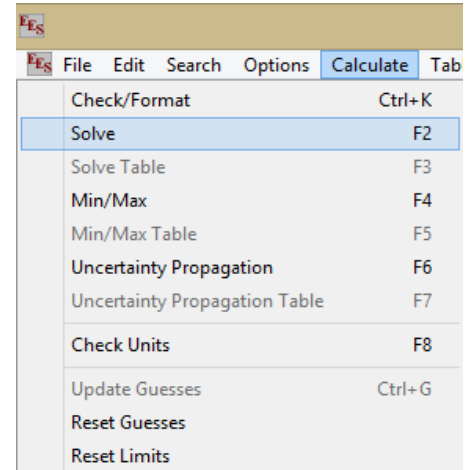 EES
EES File Edit Search Options Calculate Tab
Check/Format Ctrl+K
Solve F2
Solve Table F3
Min/Max F4
Min/Max Table F5
Uncertainty Propagation F6
Uncertainty Propagation Table F7
Check Units F8
Update Guesses Ctrl+G
Reset Guesses
Reset Limits